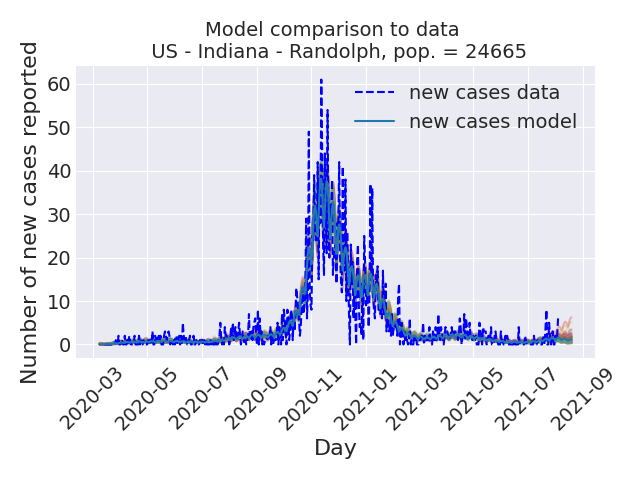 Model comparison to data
US - Indiana - Randolph, pop. = 24665
Number of new cases reported
60
50
40
30
20
10
0
new cases data
new cases model
2020-03
2020-05
2020-07
2020-09
2020-11
2021-01
2021-03
2021-05
2021-07
2021-09
Day